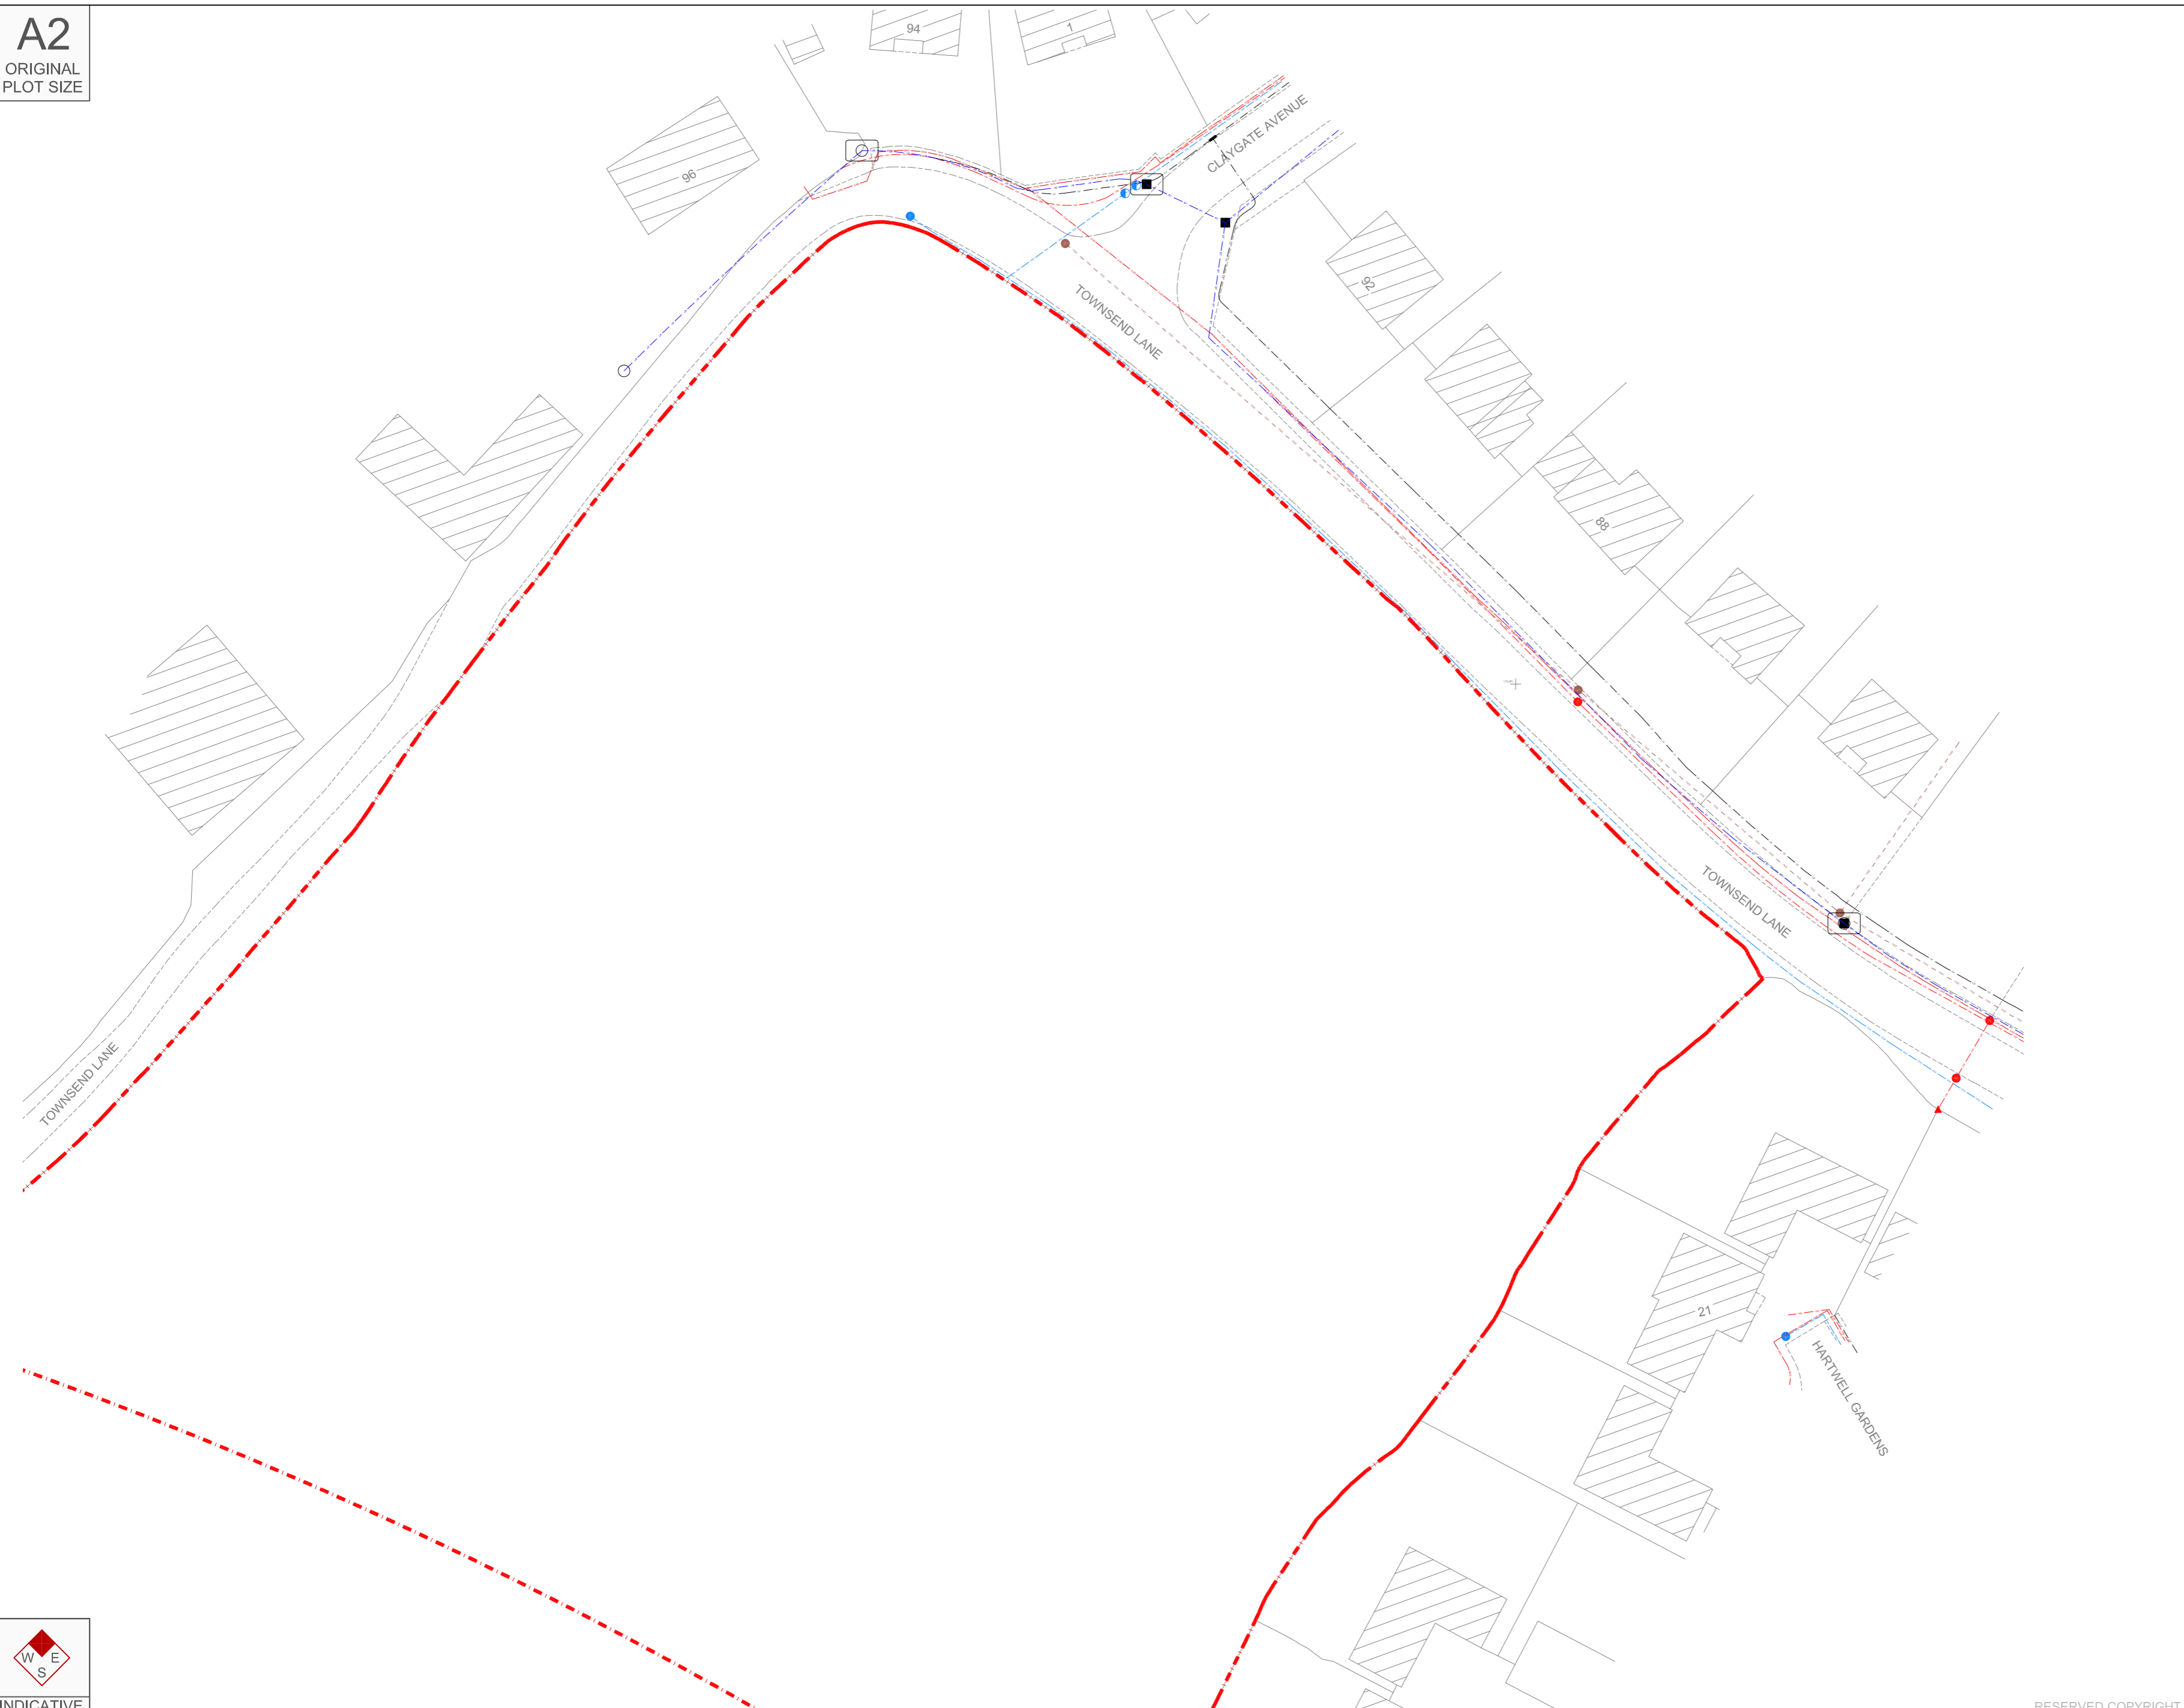 A2
ORIGINAL
PLOT SIZE
94
1
CLAYGATE AVENUE
96
92
TOWNSEND LANE
88
TOWNSEND LANE
TOWNSEND LANE
21
HARTWELL GARDENS
W E
S
INDICATIVE
RESERVED COPYRIGHT